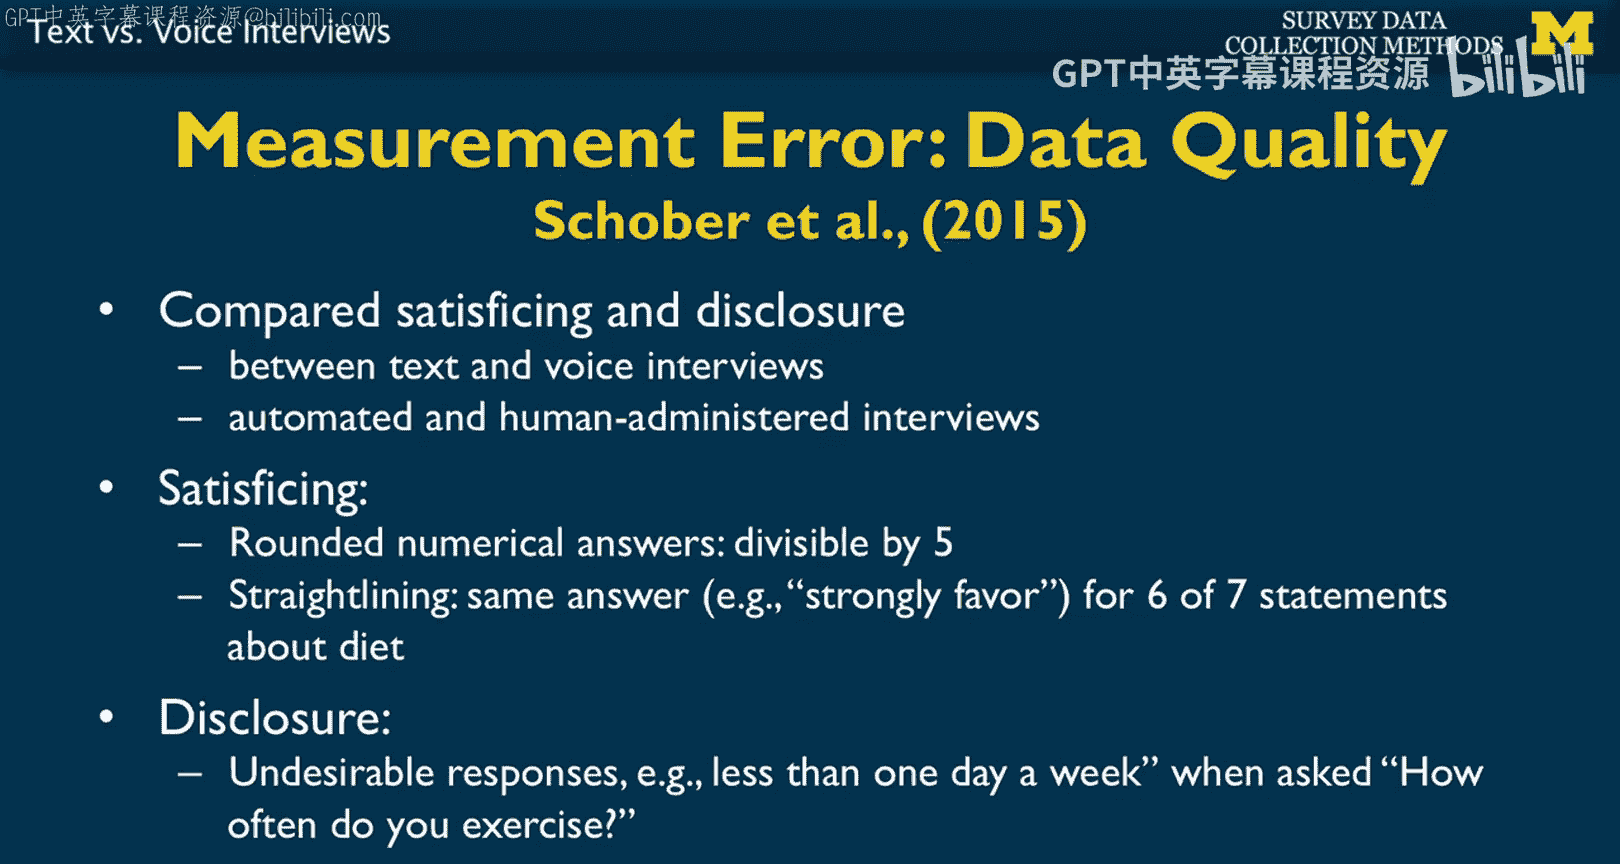 GPT中英字幕课程资源@bilibili.com
Text vs. Voice Interviews
SURVEY DATA
COLLECTION METHODS
M
GPT中英字幕课程资源 bilibili
Measurement Error: Data Quality
Schober et al., (2015)
• Compared satisficing and disclosure
– between text and voice interviews
– automated and human-administered interviews
• Satisficing:
– Rounded numerical answers: divisible by 5
– Straightlining: same answer (e.g., “strongly favor”) for 6 of 7 statements
about diet
• Disclosure:
– Undesirable responses, e.g., less than one day a week” when asked “How
often do you exercise?”